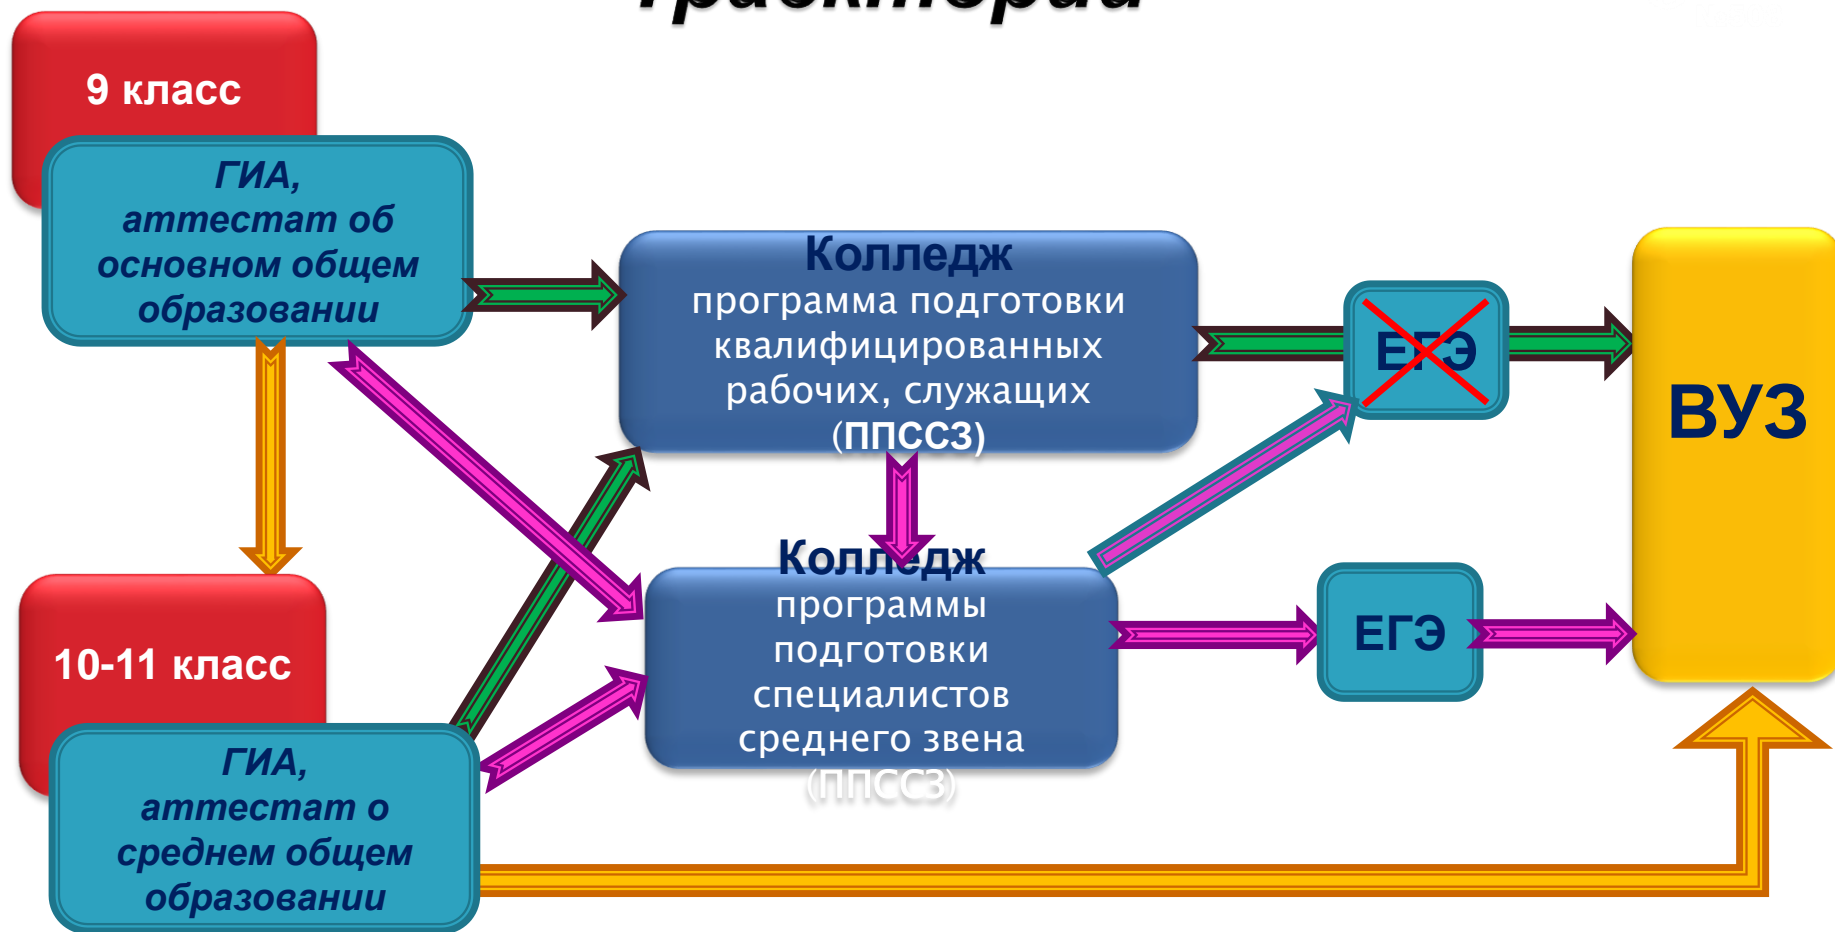 9 класс
ГИА,
аттестат об
основном общем
образовании
Колледж
программа подготовки
квалифицированных
рабочих, служащих
(ППССЗ)
ЕГЭ
ВУЗ
10-11 класс
ГИА,
аттестат о
среднем общем
образовании
Колледж
программы
подготовки
специалистов
среднего звена
(ППССЗ)
ЕГЭ